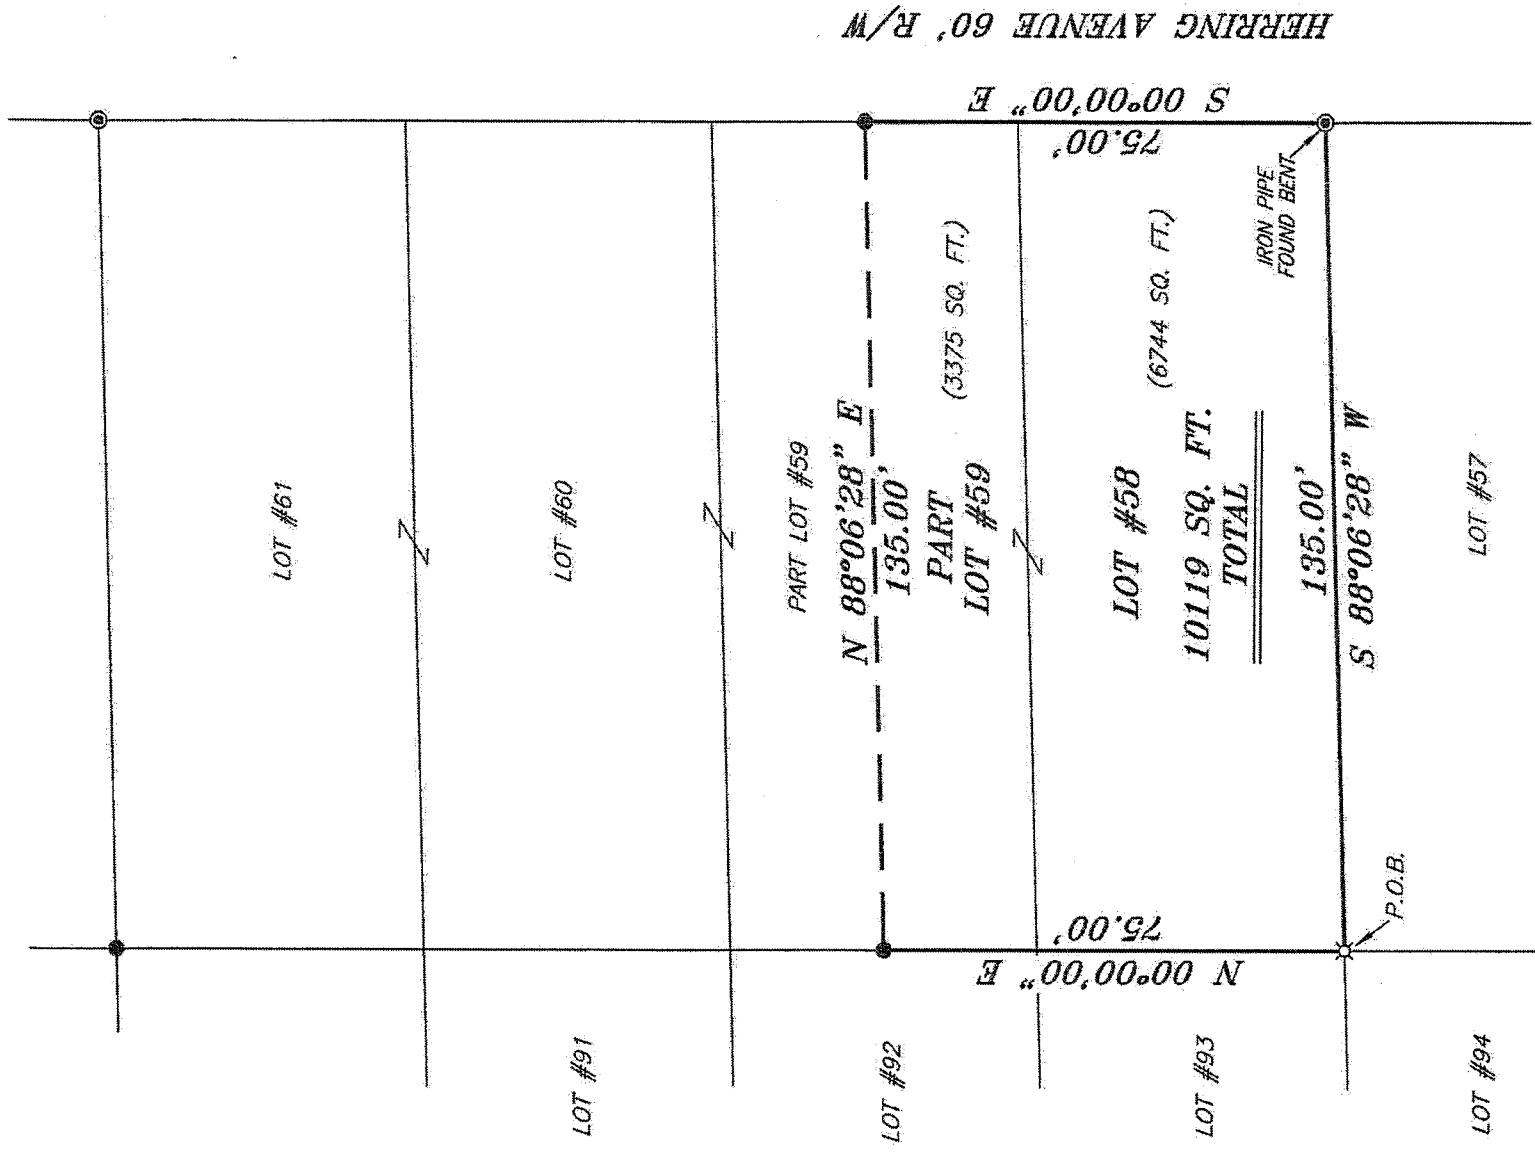 HERRING AVENUE 60' R/W
S 00°00'00" E
75.00'
IRON PIPE
FOUND BENT
LOT #61
LOT #60
PART LOT #59
N 88°06'28" E
135.00'
PART
LOT #59
(3375 SQ. FT.)
LOT #58
(6744 SQ. FT.)
10119 SQ. FT.
TOTAL
135.00'
S 88°06'28" W
LOT #57
75.00'
N 00°00'00" E
P.O.B.
LOT #91
LOT #92
LOT #93
LOT #94